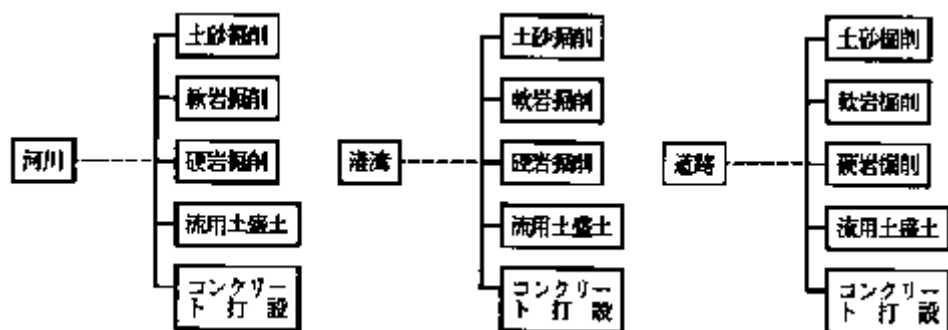 河川
土砂掘削
軟岩掘削
硬岩掘削
流用土盛土
コンクリー
ト打設
港湾
土砂掘削
軟岩掘削
硬岩掘削
流用土盛土
コンクリー
ト打設
道路
土砂掘削
軟岩掘削
硬岩掘削
流用土盛土
コンクリー
ト打設